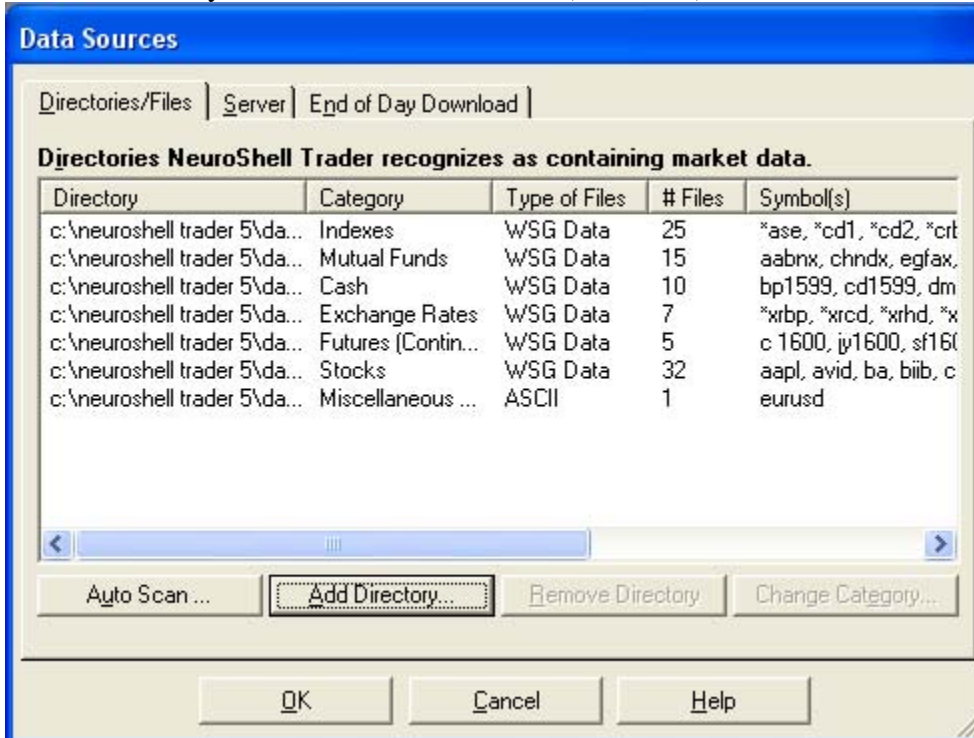 Data Sources
Directories/Files Server End of Day Download
Directories NeuroShell Trader recognizes as containing market data.
Directory Category Type of Files # Files Symbol(s)
c:\neuroshell trader 5\da... Indexes WSG Data 25 *ase, *cd1, *cd2, *crb
c:\neuroshell trader 5\da... Mutual Funds WSG Data 15 aabnx, chndx, egfax,
c:\neuroshell trader 5\da... Cash WSG Data 10 bp1599, cd1599, dm
c:\neuroshell trader 5\da... Exchange Rates WSG Data 7 *xrbp, *xrcd, *xrhd, *x
c:\neuroshell trader 5\da... Futures (Contin... WSG Data 5 c 1600, jy1600, sf160
c:\neuroshell trader 5\da... Stocks WSG Data 32 aapl, avid, ba, biib, c
c:\neuroshell trader 5\da... Miscellaneous ... ASCII 1 eurusd
Auto Scan ... Add Directory... Remove Directory Change Category...
OK Cancel Help